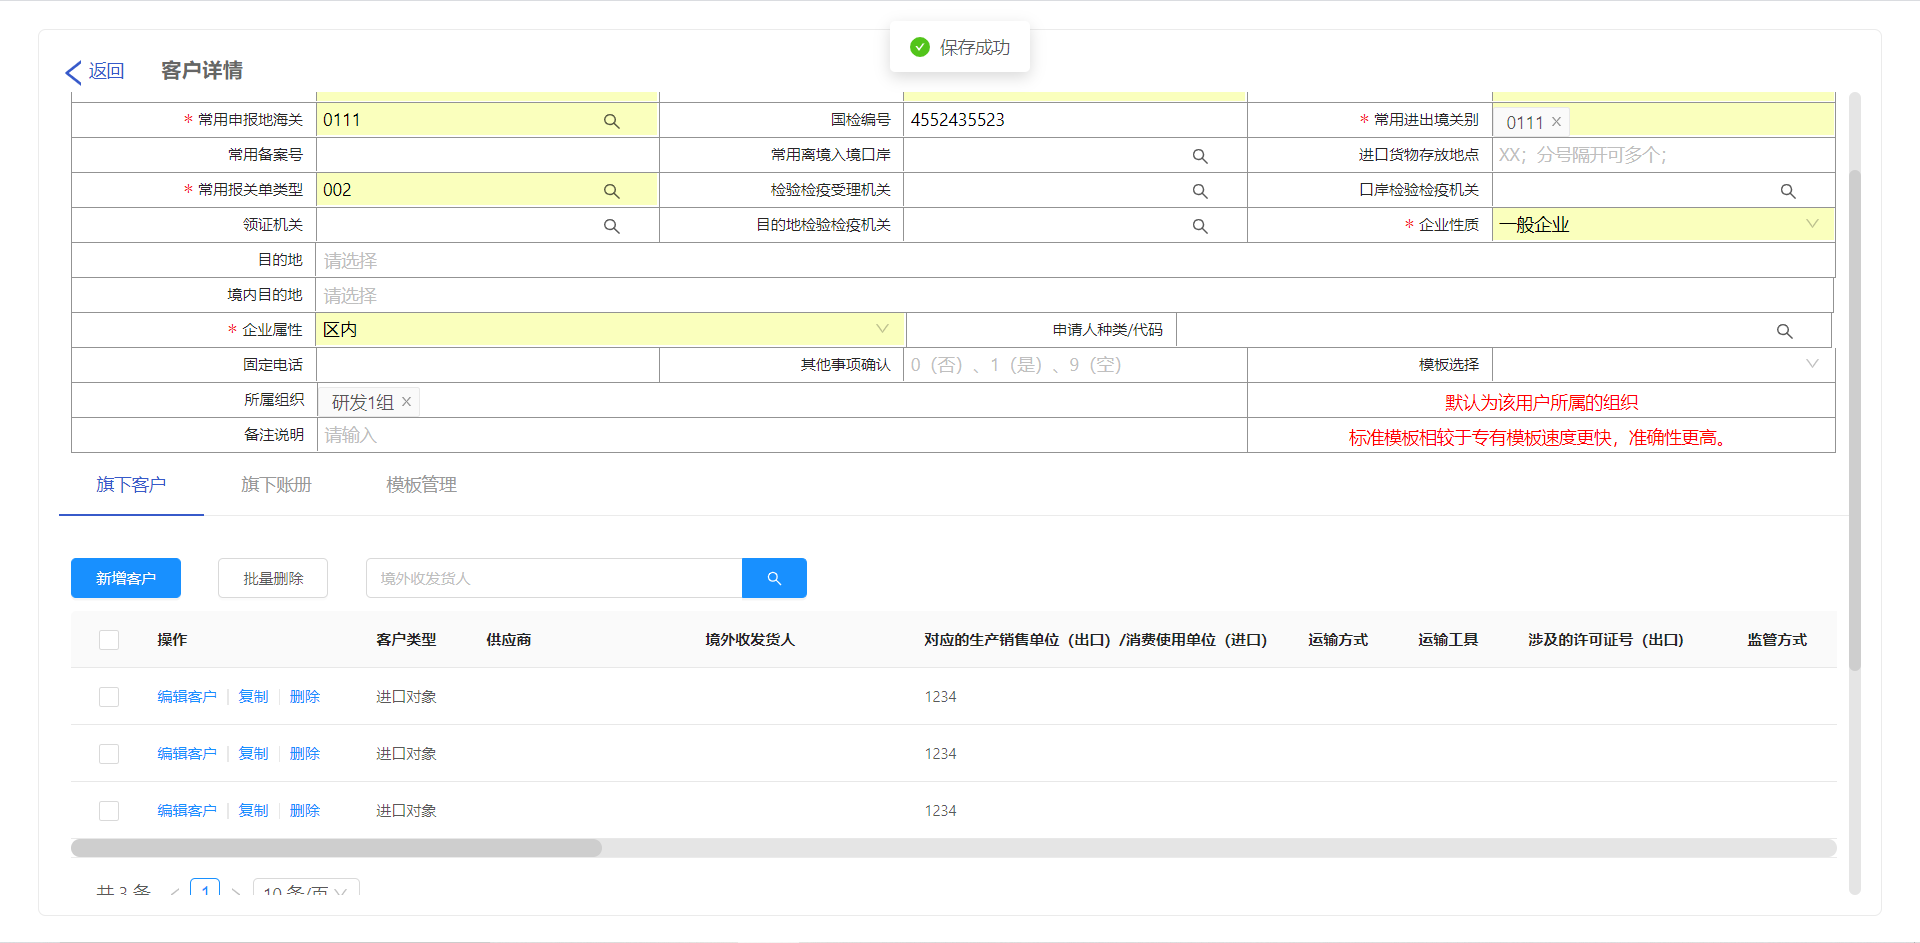 保存成功
返回 客户详情
* 常用申报地海关 0111 国检编号 4552435523 * 常用进出境关别 0111 ×
常用备案号 常用离境入境口岸 进口货物存放地点 XX；分号隔开可多个；
* 常用报关单类型 002 检验检疫受理机关 口岸检验检疫机关
领证机关 目的地检验检疫机关 * 企业性质 一般企业
目的地 请选择
境内目的地 请选择
* 企业属性 区内 申请人种类/代码
固定电话 其他事项确认 0（否）、1（是）、9（空） 模板选择
所属组织 研发1组 × 默认为该用户所属的组织
备注说明 请输入 标准模板相较于专有模板速度更快，准确性更高。
旗下客户 旗下账册 模板管理
新增客户 批量删除 境外收发货人
操作 客户类型 供应商 境外收发货人 对应的生产销售单位（出口）/消费使用单位（进口） 运输方式 运输工具 涉及的许可证号（出口） 监管方式
编辑客户 复制 删除 进口对象 1234
编辑客户 复制 删除 进口对象 1234
编辑客户 复制 删除 进口对象 1234
共 3 条 < 1 > 10 条/页